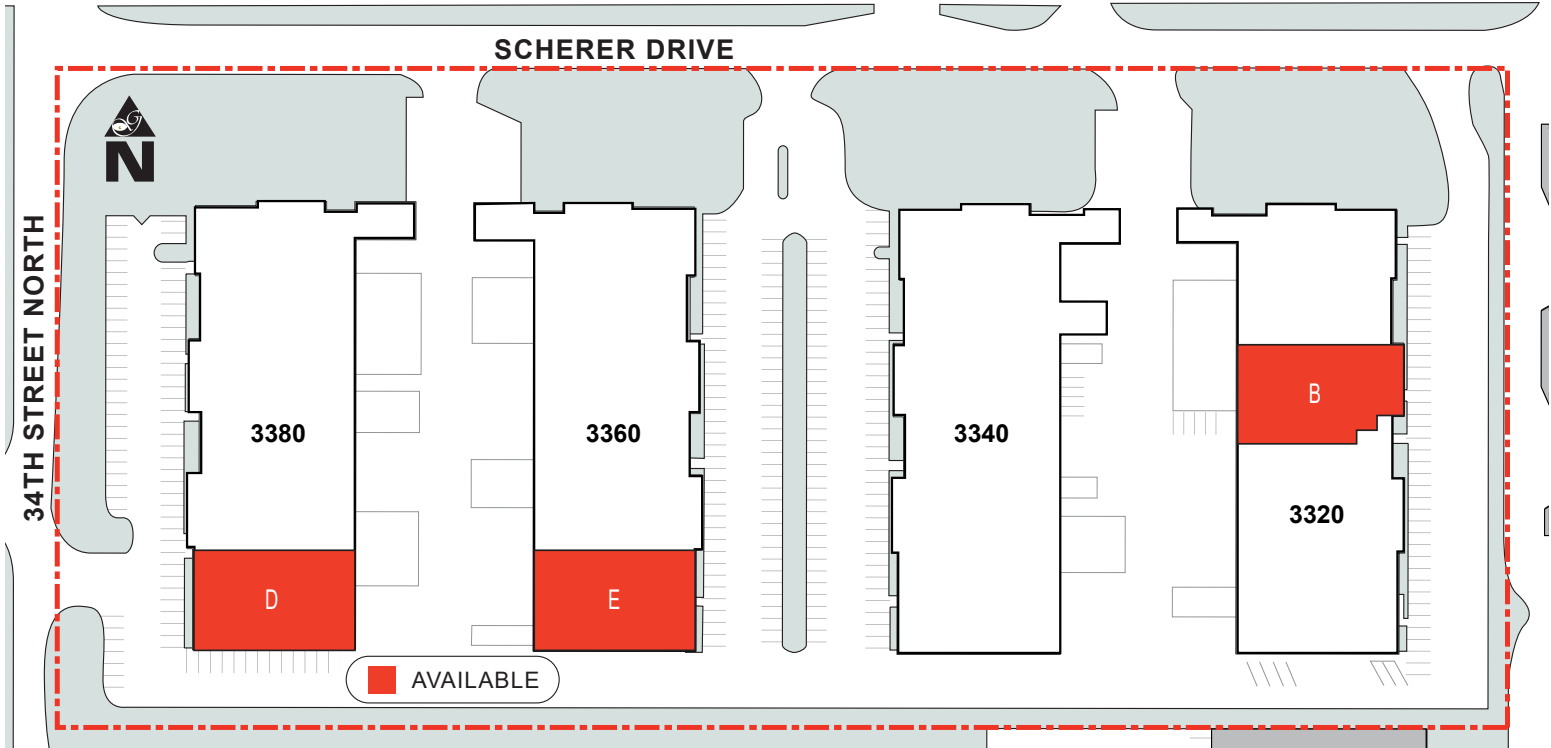 SCHERER DRIVE
N
34TH STREET NORTH
B
3380
3360
3340
3320
D
E
AVAILABLE